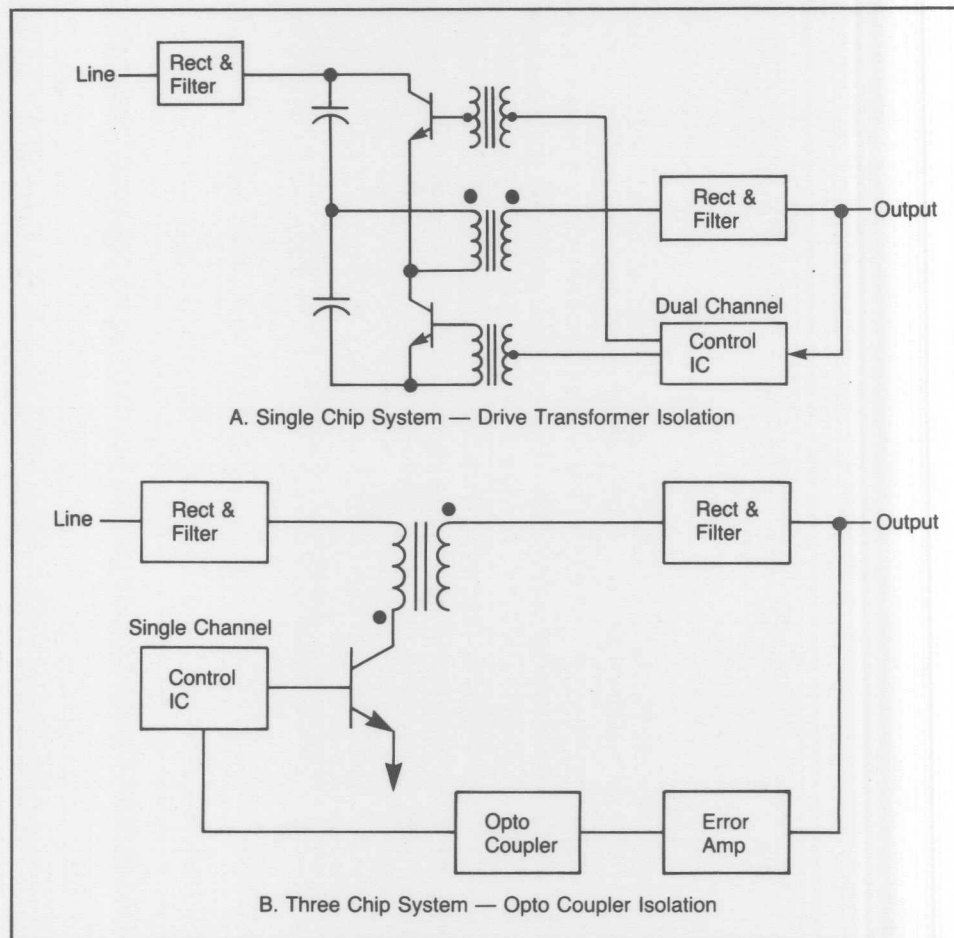 Line
Rect &
Filter
Rect &
Filter
Output
Dual Channel
Control
IC
A. Single Chip System — Drive Transformer Isolation
Line
Rect &
Filter
Rect &
Filter
Output
Single Channel
Control
IC
Opto
Coupler
Error
Amp
B. Three Chip System — Opto Coupler Isolation